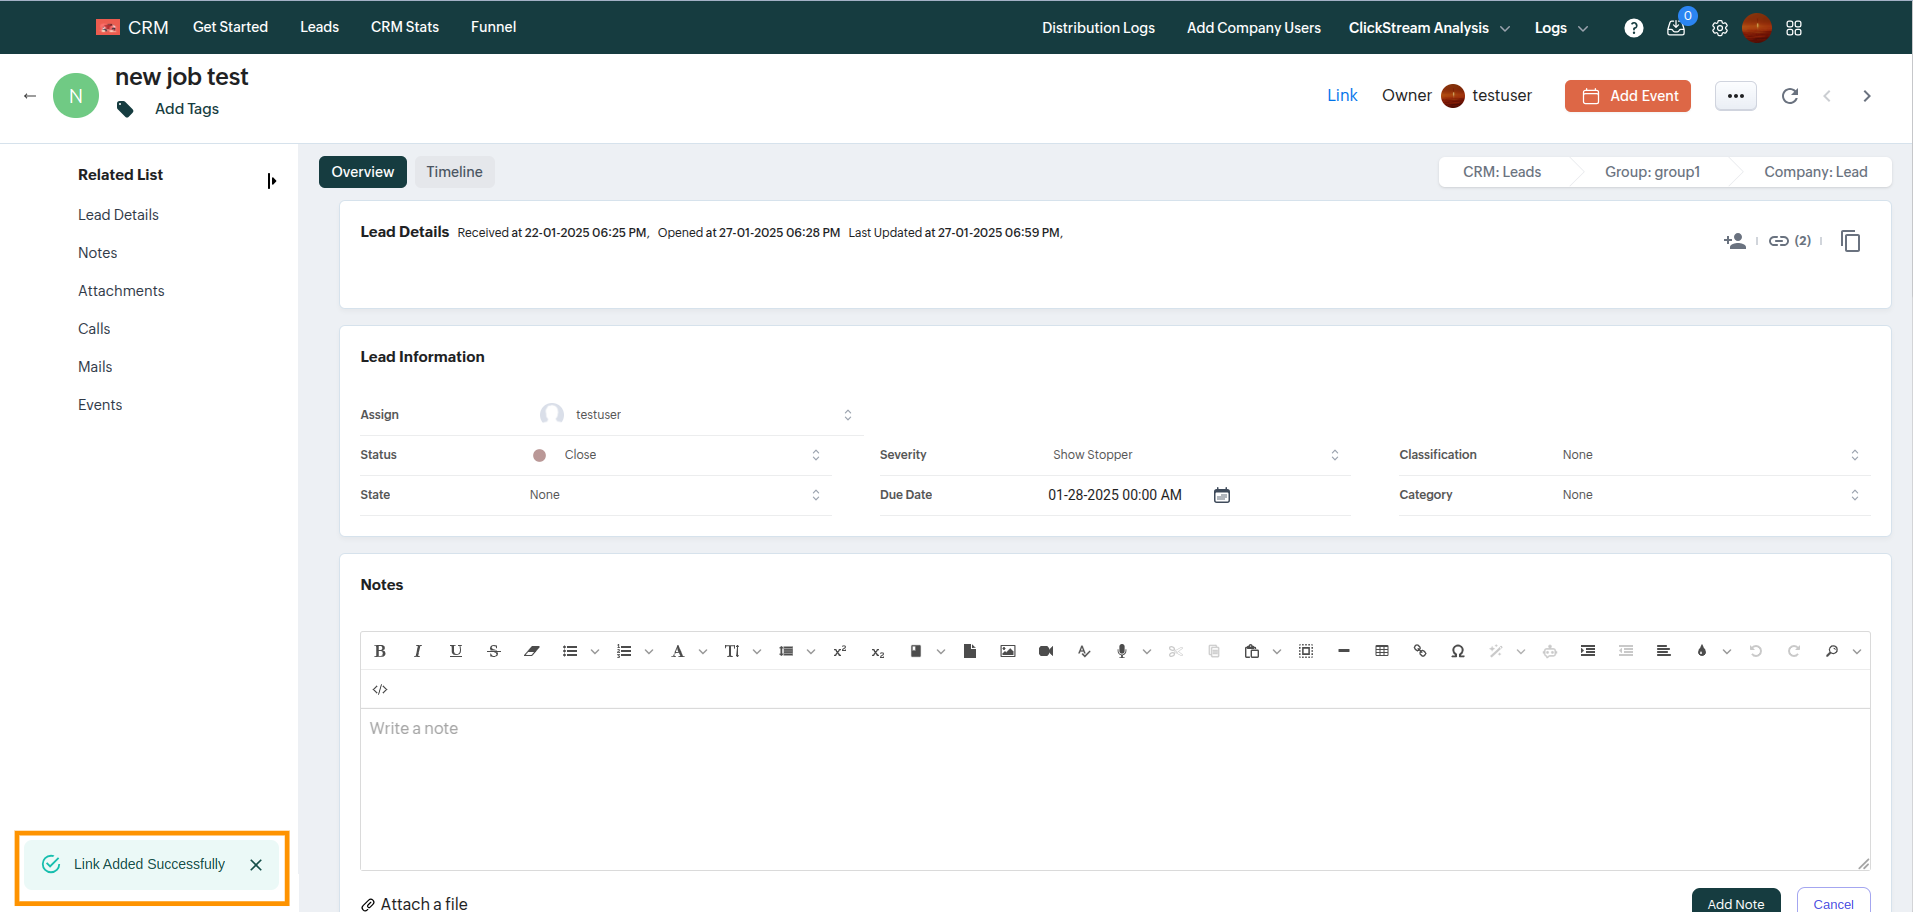 CRM Get Started Leads CRM Stats Funnel Distribution Logs Add Company Users ClickStream Analysis Logs ? 0
N new job test
Add Tags
Link Owner testuser Add Event
Related List
Lead Details
Notes
Attachments
Calls
Mails
Events
Overview Timeline CRM: Leads Group: group1 Company: Lead
Lead Details Received at 22-01-2025 06:25 PM, Opened at 27-01-2025 06:28 PM Last Updated at 27-01-2025 06:59 PM,
(2)
Lead Information
Assign testuser
Status Close Severity Show Stopper Classification None
State None Due Date 01-28-2025 00:00 AM Category None
Notes
B I U S A T x² x₂ Ω
</>
Write a note
Attach a file Add Note Cancel
Link Added Successfully